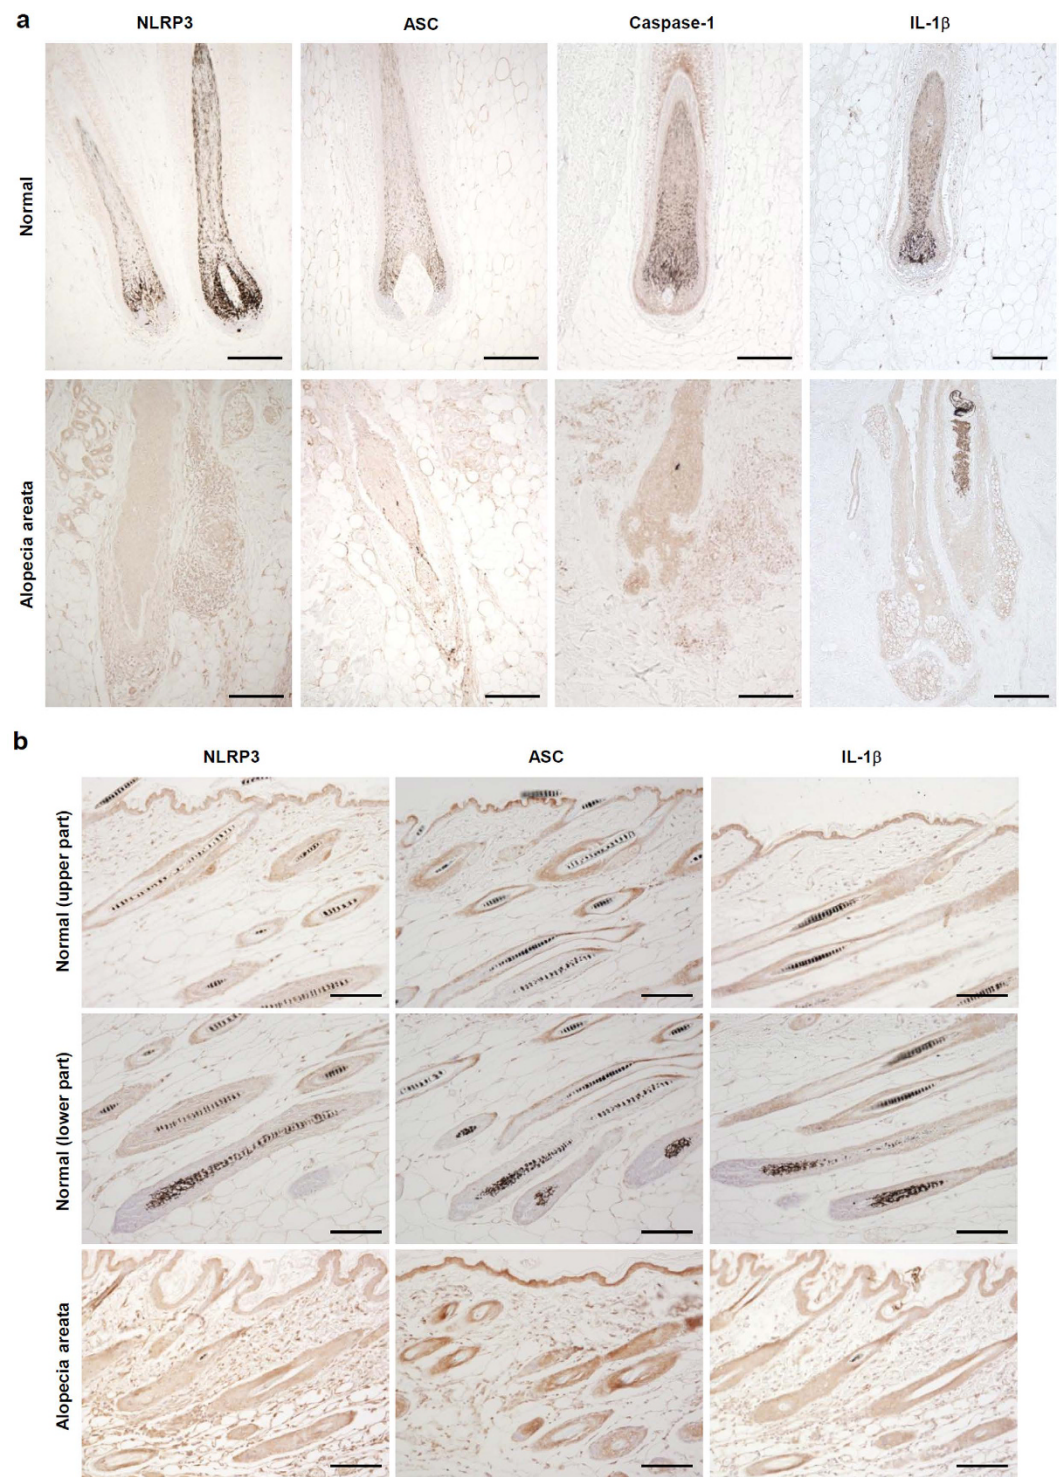 a
NLRP3 ASC Caspase-1 IL-1β
Normal
Alopecia areata
b
NLRP3 ASC IL-1β
Normal (upper part)
Normal (lower part)
Alopecia areata